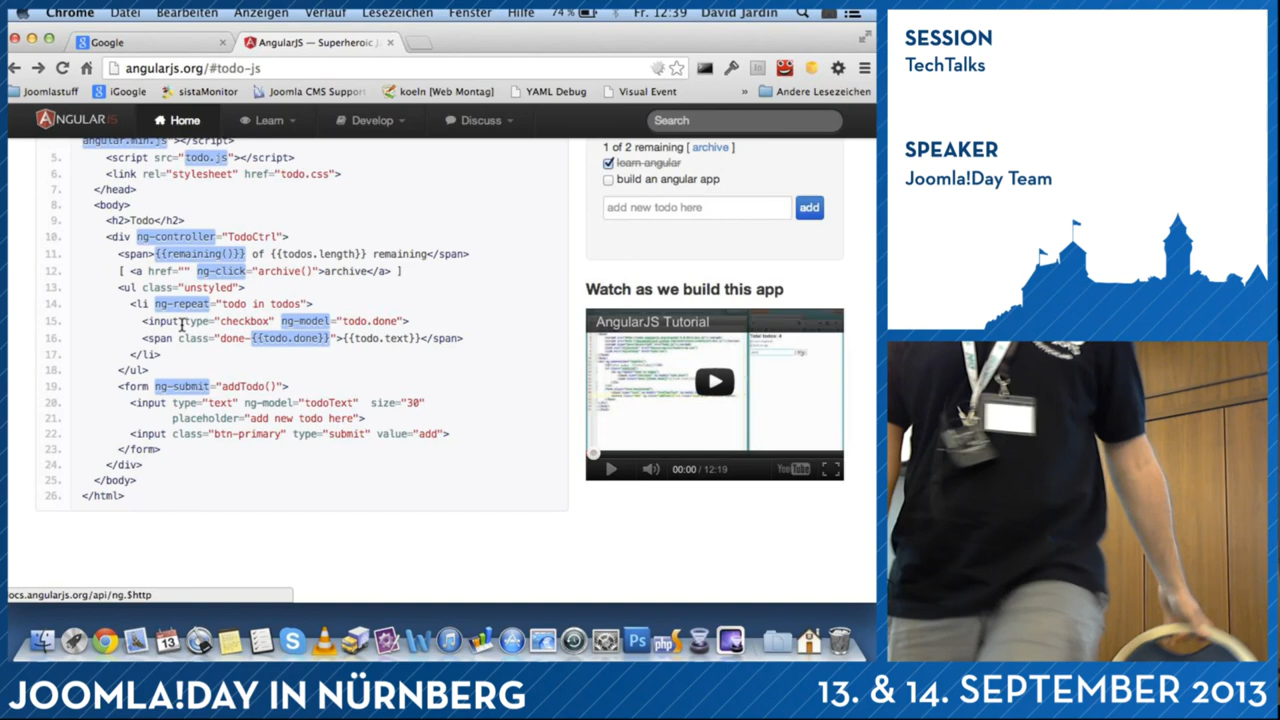 Chrome Datei Bearbeiten Anzeigen Verlauf Lesezeichen Fenster Hilfe 74 % Fr. 12:39 David Jardin
Google
AngularJS — Superheroic J
angularjs.org/#todo-js
Joomlastuff iGoogle sistaMonitor Joomla CMS Support koeln [Web Montag] YAML Debug Visual Event » Andere Lesezeichen
ANGULARJS Home Learn Develop Discuss Search
angular.min.js"></script>
5. <script src="todo.js"></script>
6. <link rel="stylesheet" href="todo.css">
7. </head>
8. <body>
9. <h2>Todo</h2>
10. <div ng-controller="TodoCtrl">
11. <span>{{remaining()}} of {{todos.length}} remaining</span>
12. [ <a href="" ng-click="archive()">archive</a> ]
13. <ul class="unstyled">
14. <li ng-repeat="todo in todos">
15. <input type="checkbox" ng-model="todo.done">
16. <span class="done-{{todo.done}}">{{todo.text}}</span>
17. </li>
18. </ul>
19. <form ng-submit="addTodo()">
20. <input type="text" ng-model="todoText" size="30"
21. placeholder="add new todo here">
22. <input class="btn-primary" type="submit" value="add">
23. </form>
24. </div>
25. </body>
26. </html>
1 of 2 remaining [ archive ]
learn angular
build an angular app
add new todo here add
Watch as we build this app
AngularJS Tutorial
00:00 / 12:19 YouTube
ocs.angularjs.org/api/ng.$http
SESSION
TechTalks
SPEAKER
Joomla!Day Team
JOOMLA!DAY IN NÜRNBERG
13. & 14. SEPTEMBER 2013